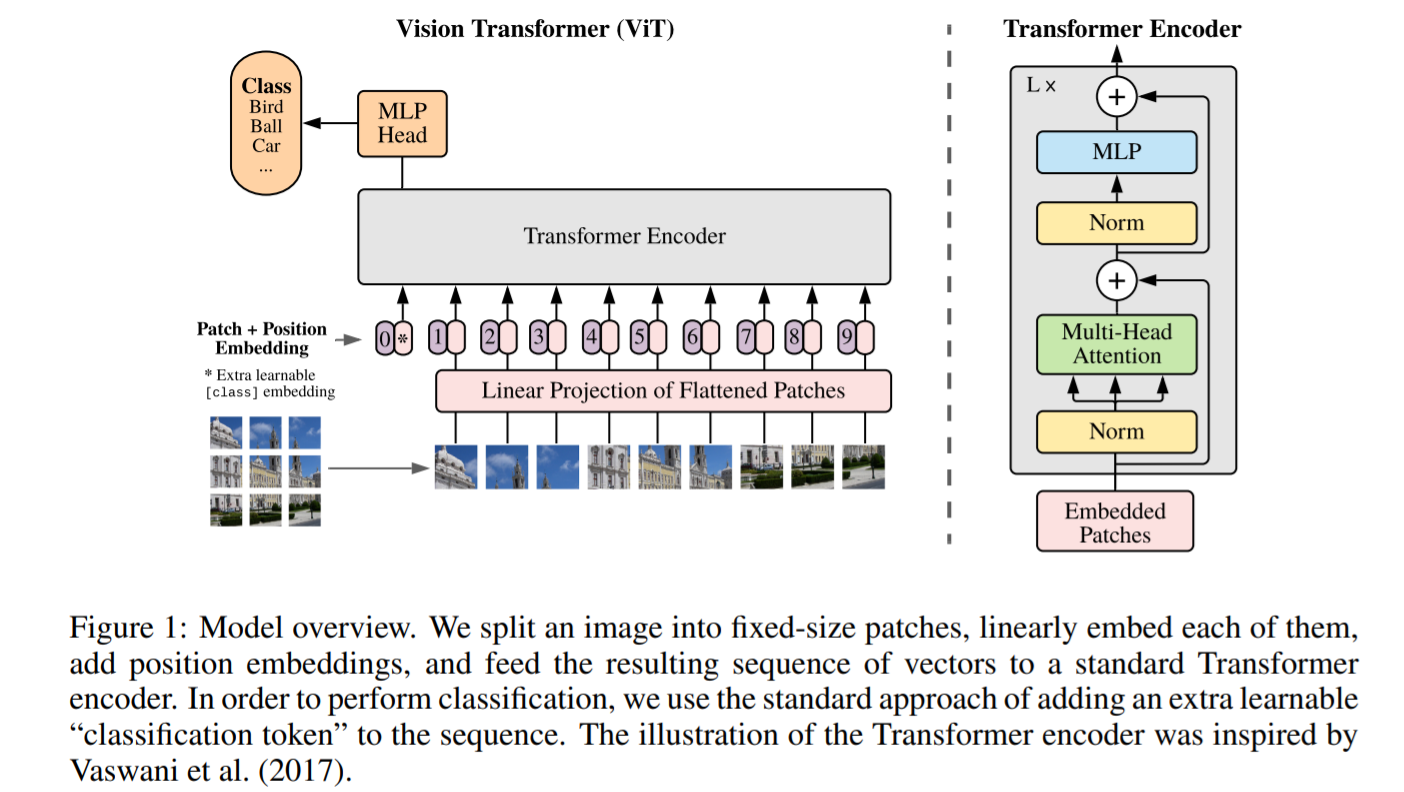 Vision Transformer (ViT)
Class
Bird
Ball
Car
...
MLP
Head
Transformer Encoder
Patch + Position
Embedding
* Extra learnable
[class] embedding
0 * 1 2 3 4 5 6 7 8 9
Linear Projection of Flattened Patches
Transformer Encoder
L x
+
MLP
Norm
+
Multi-Head
Attention
Norm
Embedded
Patches
Figure 1: Model overview. We split an image into fixed-size patches, linearly embed each of them,
add position embeddings, and feed the resulting sequence of vectors to a standard Transformer
encoder. In order to perform classification, we use the standard approach of adding an extra learnable
“classification token” to the sequence. The illustration of the Transformer encoder was inspired by
Vaswani et al. (2017).